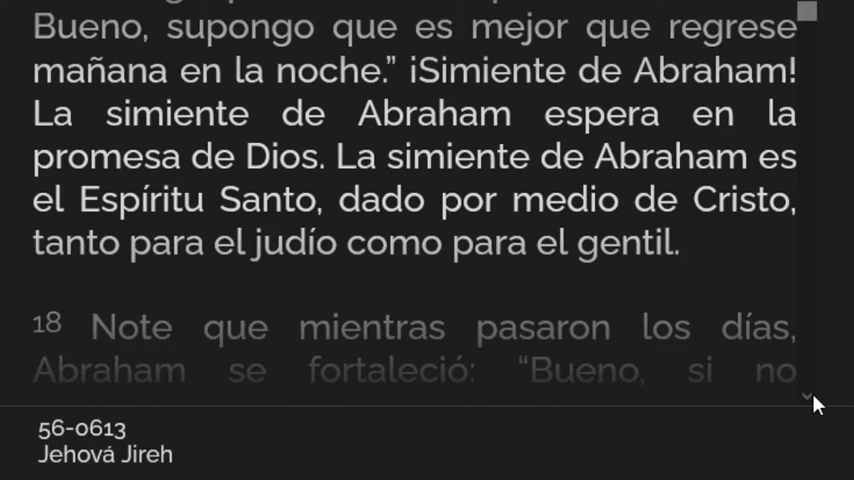 Bueno, supongo que es mejor que regrese
mañana en la noche.” ¡Simiente de Abraham!
La simiente de Abraham espera en la
promesa de Dios. La simiente de Abraham es
el Espíritu Santo, dado por medio de Cristo,
tanto para el judío como para el gentil.
18 Note que mientras pasaron los días,
Abraham se fortaleció: “Bueno, si no
56-0613
Jehová Jireh